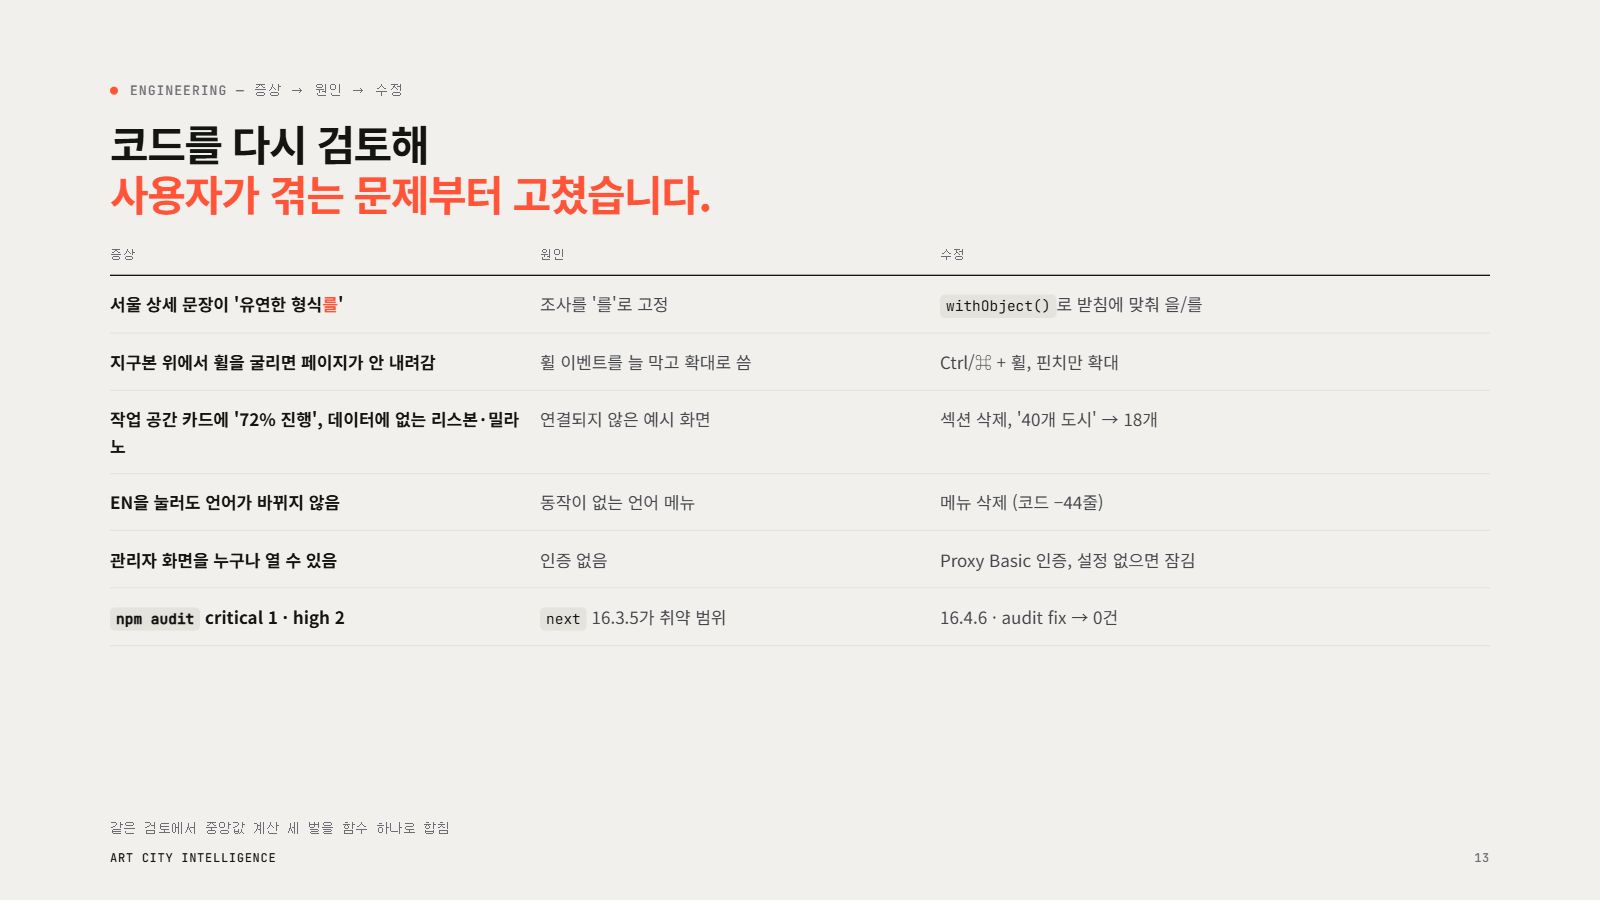 ENGINEERING — 증상 → 원인 → 수정
코드를 다시 검토해
사용자가 겪는 문제부터 고쳤습니다.
증상 원인 수정
서울 상세 문장이 '유연한 형식를' 조사를 '를'로 고정 withObject()로 받침에 맞춰 을/를
지구본 위에서 휠을 굴리면 페이지가 안 내려감 휠 이벤트를 늘 막고 확대로 씀 Ctrl/⌘ + 휠, 핀치만 확대
작업 공간 카드에 '72% 진행', 데이터에 없는 리스본·밀라 연결되지 않은 예시 화면 섹션 삭제, '40개 도시' → 18개
노
EN을 눌러도 언어가 바뀌지 않음 동작이 없는 언어 메뉴 메뉴 삭제 (코드 −44줄)
관리자 화면을 누구나 열 수 있음 인증 없음 Proxy Basic 인증, 설정 없으면 잠김
npm audit critical 1 · high 2 next 16.3.5가 취약 범위 16.4.6 · audit fix → 0건
같은 검토에서 중앙값 계산 세 벌을 함수 하나로 합침
ART CITY INTELLIGENCE 13